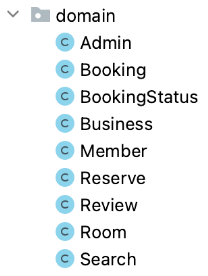 domain
C Admin
C Booking
C BookingStatus
C Business
C Member
C Reserve
C Review
C Room
C Search